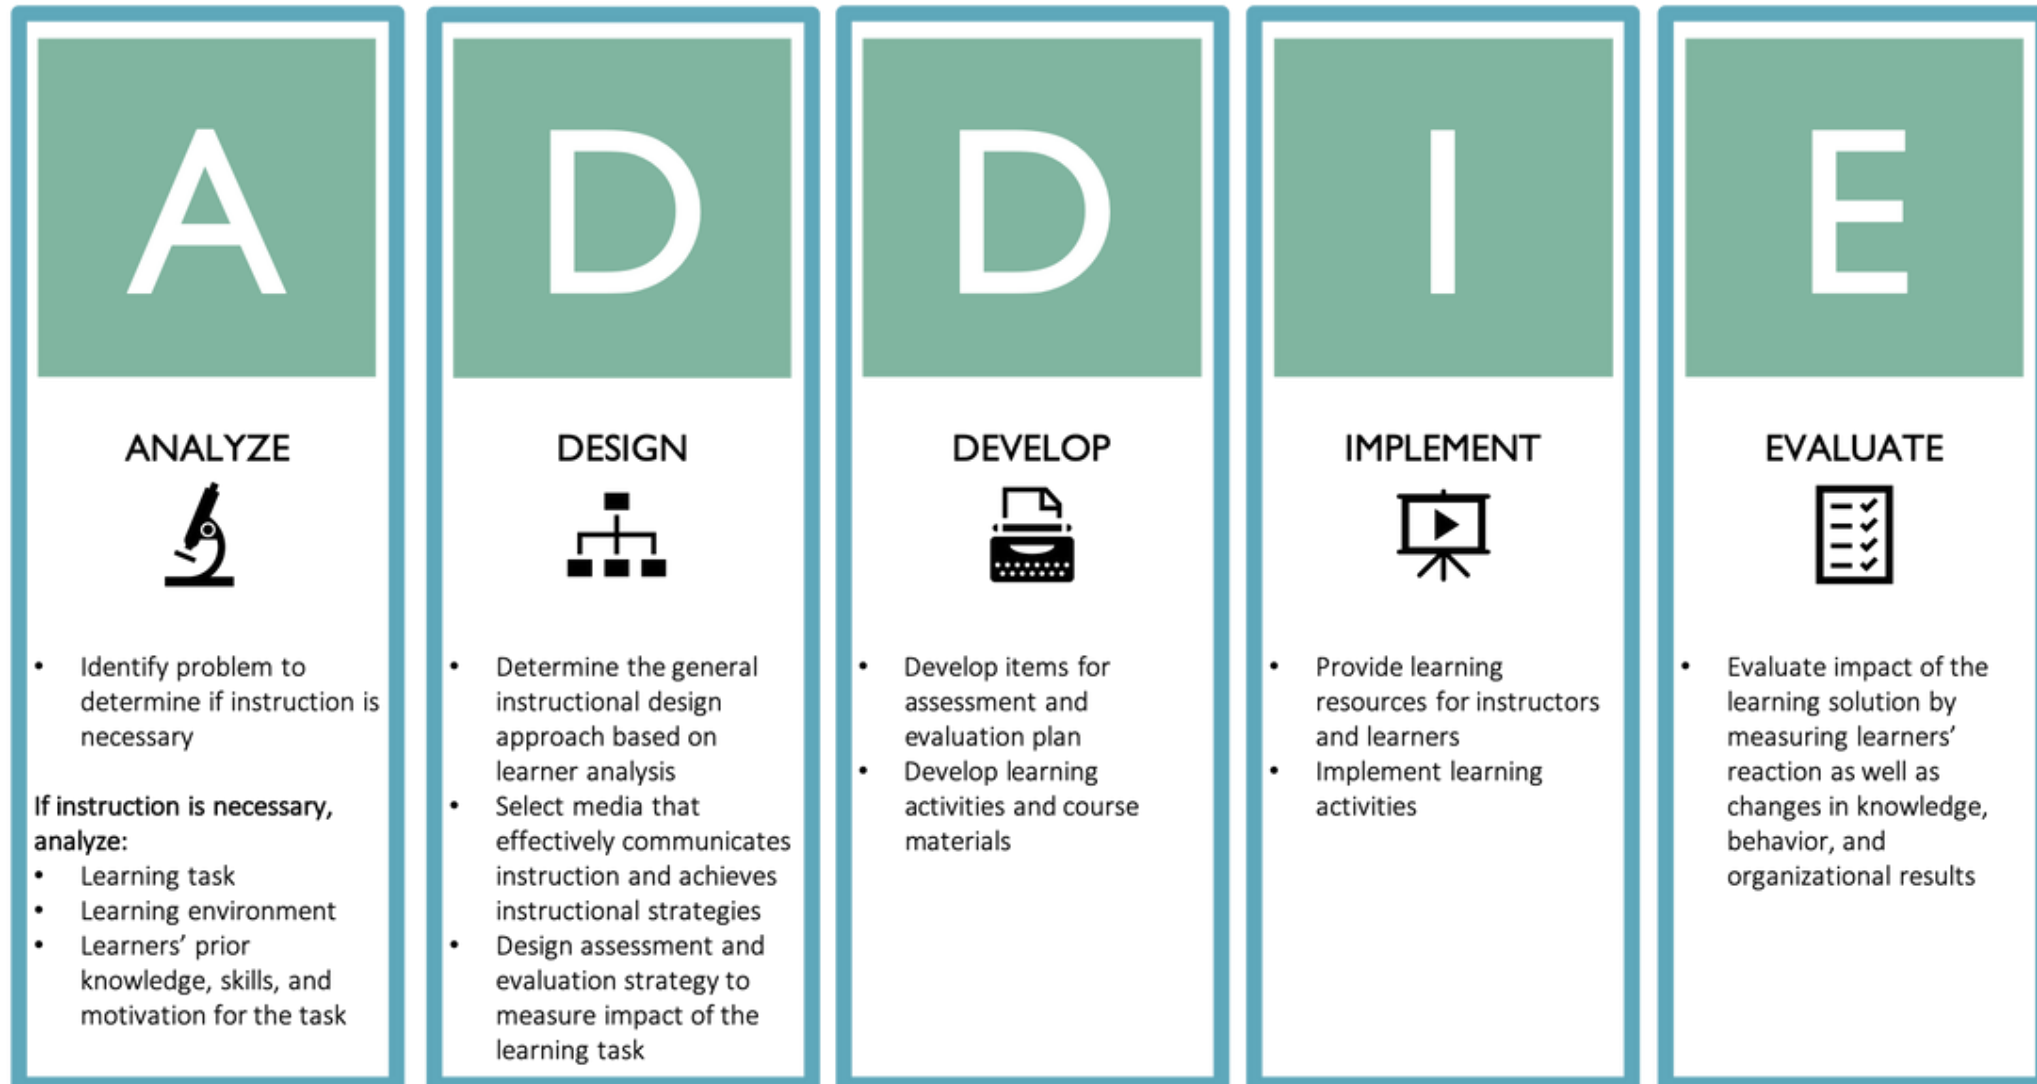 A
ANALYZE
• Identify problem to
determine if instruction is
necessary
If instruction is necessary,
analyze:
• Learning task
• Learning environment
• Learners’ prior
knowledge, skills, and
motivation for the task
D
DESIGN
• Determine the general
instructional design
approach based on
learner analysis
• Select media that
effectively communicates
instruction and achieves
instructional strategies
• Design assessment and
evaluation strategy to
measure impact of the
learning task
D
DEVELOP
• Develop items for
assessment and
evaluation plan
• Develop learning
activities and course
materials
I
IMPLEMENT
• Provide learning
resources for instructors
and learners
• Implement learning
activities
E
EVALUATE
• Evaluate impact of the
learning solution by
measuring learners’
reaction as well as
changes in knowledge,
behavior, and
organizational results